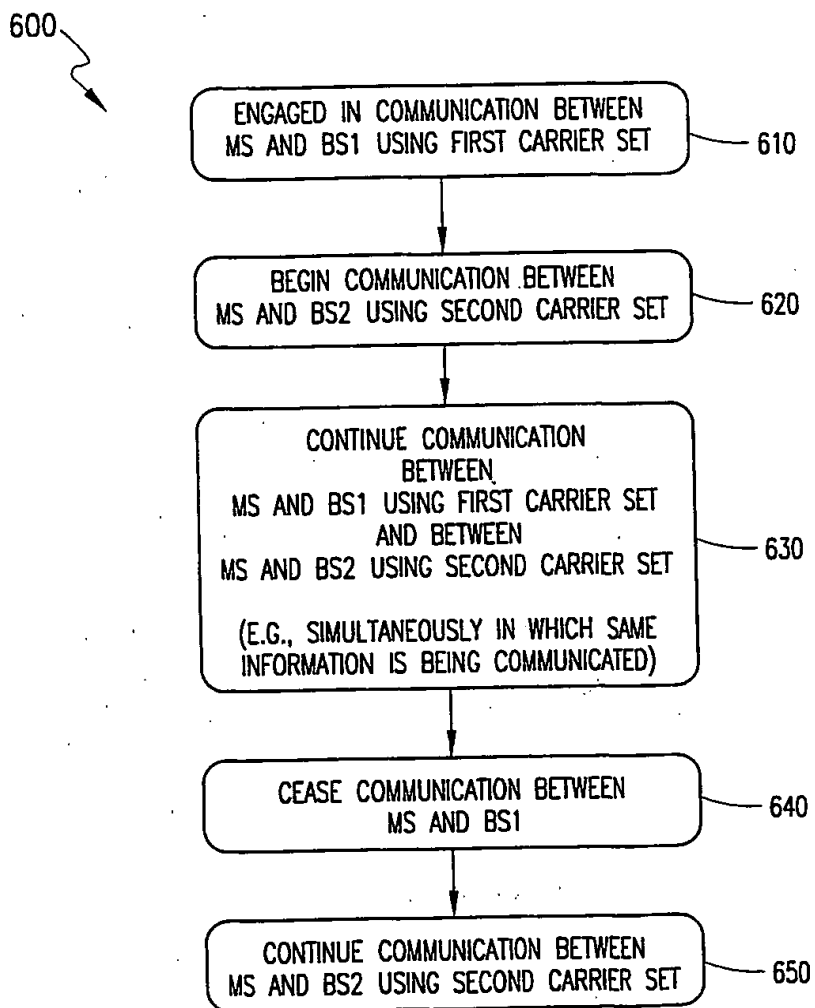 600
ENGAGED IN COMMUNICATION BETWEEN
MS AND BS1 USING FIRST CARRIER SET
610
BEGIN COMMUNICATION BETWEEN
MS AND BS2 USING SECOND CARRIER SET
620
CONTINUE COMMUNICATION
BETWEEN
MS AND BS1 USING FIRST CARRIER SET
AND BETWEEN
MS AND BS2 USING SECOND CARRIER SET
(E.G., SIMULTANEOUSLY IN WHICH SAME
INFORMATION IS BEING COMMUNICATED)
630
CEASE COMMUNICATION BETWEEN
MS AND BS1
640
CONTINUE COMMUNICATION BETWEEN
MS AND BS2 USING SECOND CARRIER SET
650